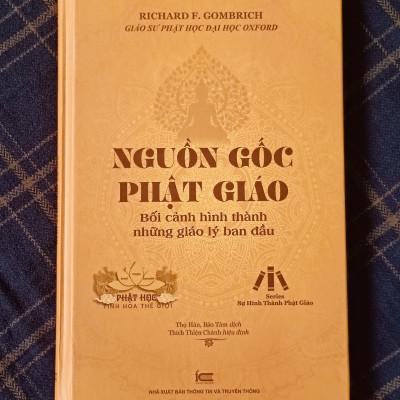 RICHARD F. GOMBRICH
GIÁO SƯ PHẬT HỌC ĐẠI HỌC OXFORD
NGUỒN GỐC
PHẬT GIÁO
Bối cảnh hình thành
những giáo lý ban đầu
PHẬT HỌC
TINH HOA THẾ GIỚI
Series
Sự Hình Thành Phật Giáo
Thọ Hàn, Bảo Tâm dịch
Thích Thiện Chánh hiệu đính
NHÀ XUẤT BẢN THÔNG TIN VÀ TRUYỀN THÔNG